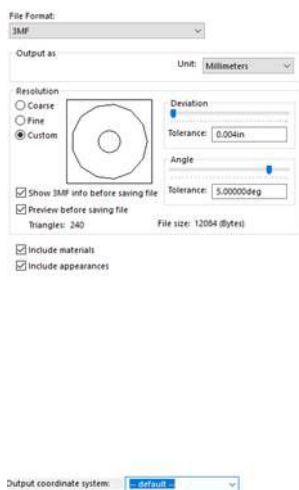 File Format:
3MF
Output as
Unit: Millimeters
Resolution
Coarse
Fine
Custom
Deviation
Tolerance: 0.004in
Angle
Tolerance: 5.00000deg
Show 3MF info before saving file
Preview before saving file
Triangles: 240 File size: 12084 (Bytes)
Include materials
Include appearances
Output coordinate system: -- default --